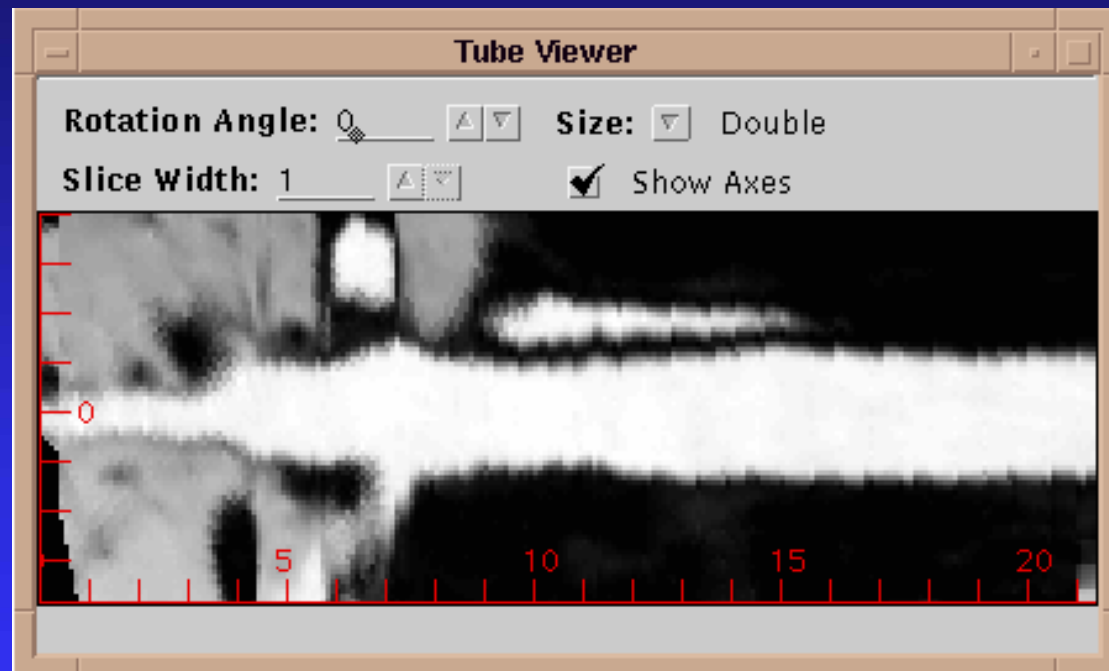 Tube Viewer
Rotation Angle: 0 Size: Double
Slice Width: 1 Show Axes
0
5 10 15 20